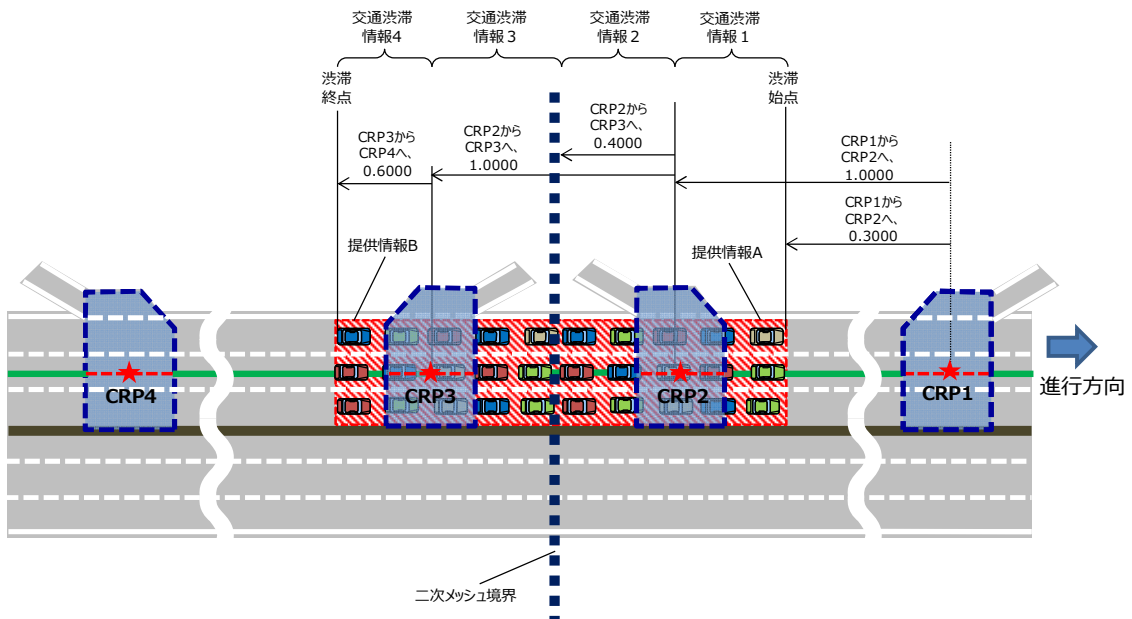 交通渋滞
情報4
交通渋滞
情報３
交通渋滞
情報２
交通渋滞
情報１
渋滞
終点
渋滞
始点
CRP3から
CRP4へ、
0.6000
CRP2から
CRP3へ、
1.0000
CRP2から
CRP3へ、
0.4000
CRP1から
CRP2へ、
1.0000
CRP1から
CRP2へ、
0.3000
提供情報B
提供情報A
CRP4
CRP3
CRP2
CRP1
進行方向
二次メッシュ境界